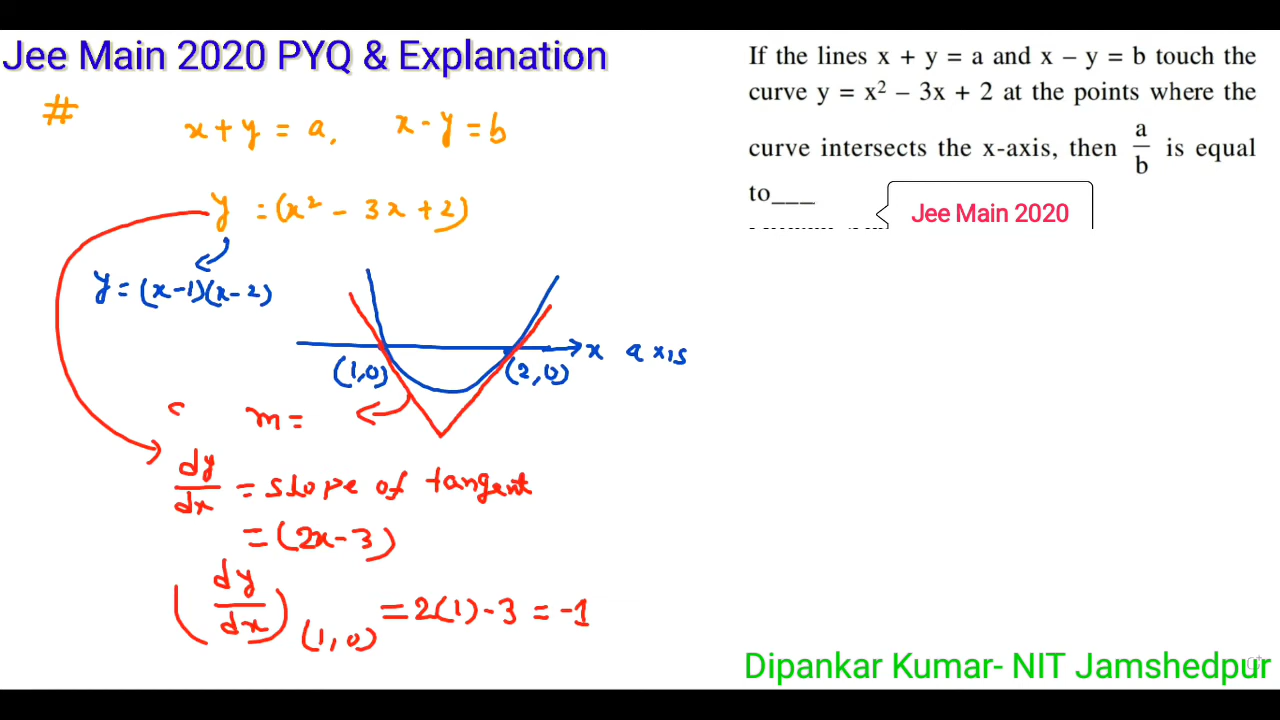 Jee Main 2020 PYQ & Explanation
# x + y = a, x - y = b
y = (x² - 3x + 2)
y = (x-1)(x-2)
x axis
(1,0) (2,0)
m =
dy/dx = slope of tangent
= (2x - 3)
(dy/dx)(1,0) = 2(1) - 3 = -1
If the lines x + y = a and x – y = b touch the
curve y = x² – 3x + 2 at the points where the
curve intersects the x-axis, then a/b is equal
to___
Jee Main 2020
Dipankar Kumar- NIT Jamshedpur